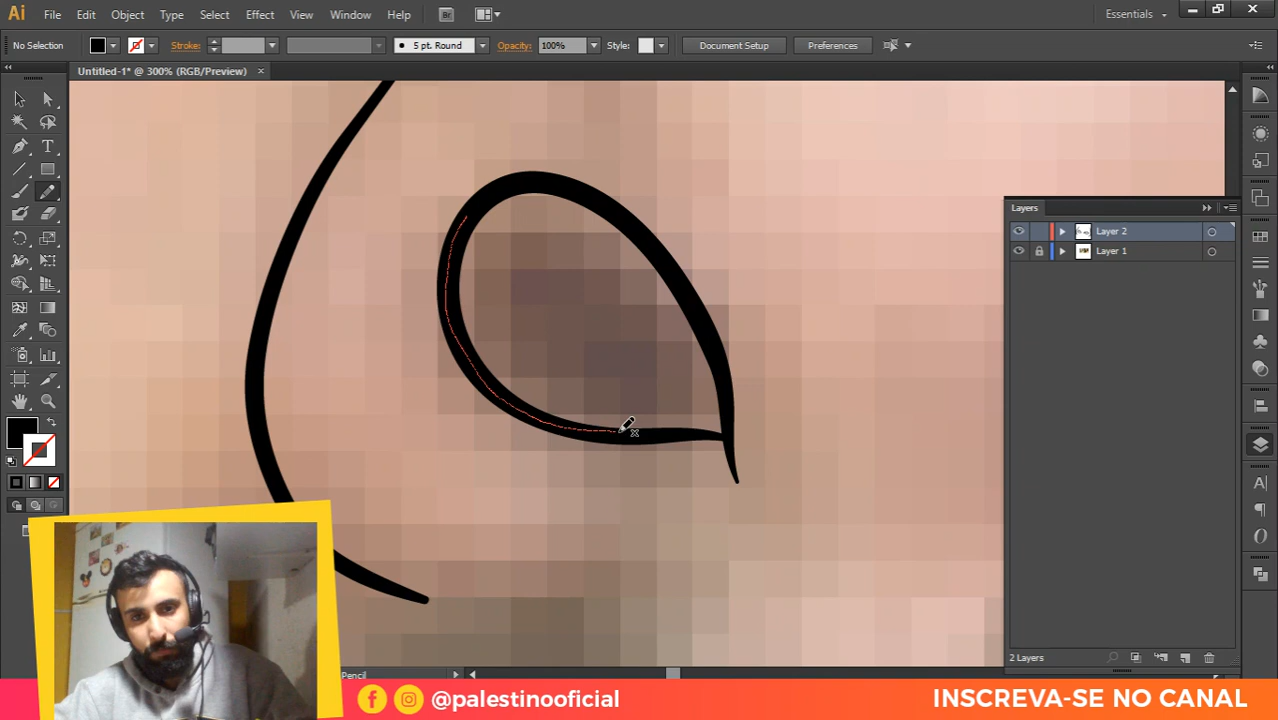 Ai File Edit Object Type Select Effect View Window Help Br Essentials
No Selection Stroke: 5 pt. Round Opacity: 100% Style: Document Setup Preferences
Untitled-1* @ 300% (RGB/Preview)
Layers
Layer 2
Layer 1
2 Layers
Pencil
@palestinooficial INSCREVA-SE NO CANAL